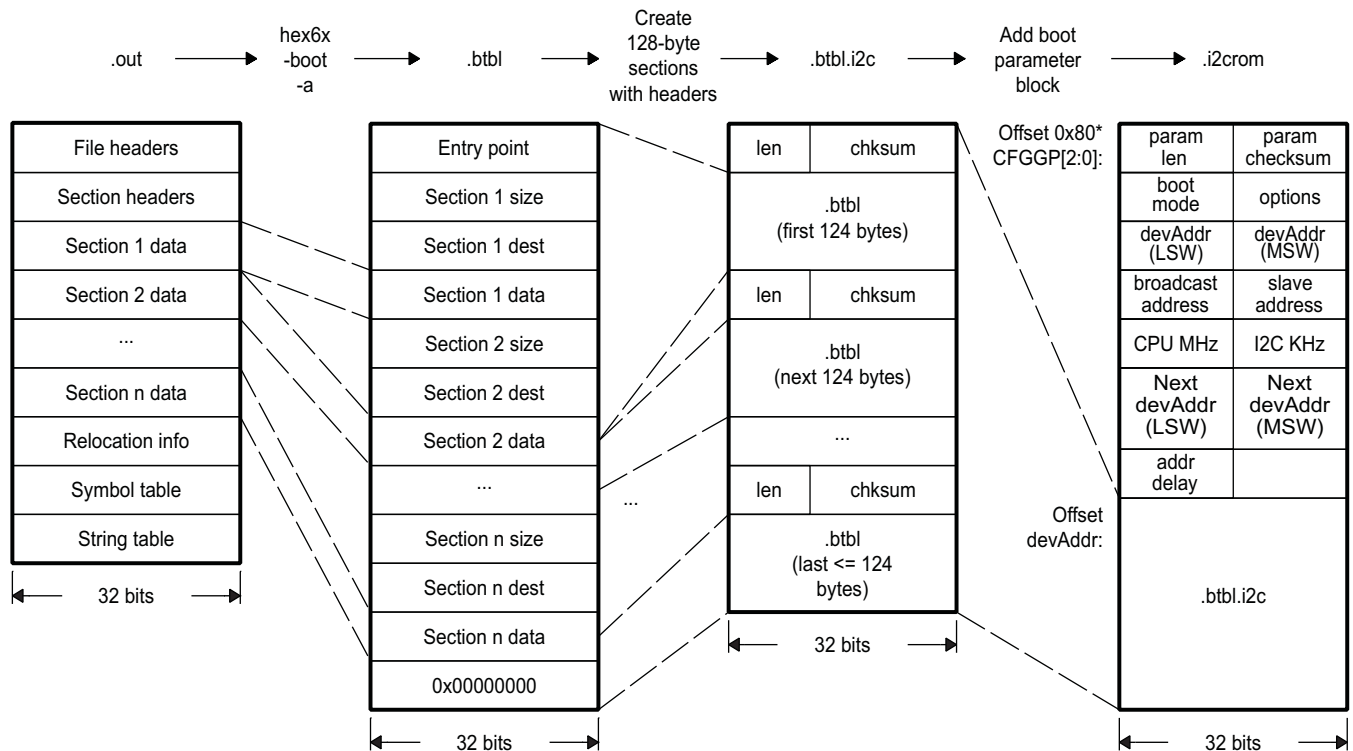 .out
hex6x
-boot
-a
.btbl
Create
128-byte
sections
with headers
.btbl.i2c
Add boot
parameter
block
.i2crom
File headers
Section headers
Section 1 data
Section 2 data
...
Section n data
Relocation info
Symbol table
String table
32 bits
Entry point
Section 1 size
Section 1 dest
Section 1 data
Section 2 size
Section 2 dest
Section 2 data
...
Section n size
Section n dest
Section n data
0x00000000
32 bits
...
len
chksum
.btbl
(first 124 bytes)
len
chksum
.btbl
(next 124 bytes)
...
len
chksum
.btbl
(last <= 124
bytes)
32 bits
Offset 0x80*
CFGGP[2:0]:
param
len
param
checksum
boot
mode
options
devAddr
(LSW)
devAddr
(MSW)
broadcast
address
slave
address
CPU MHz
I2C KHz
Next
devAddr
(LSW)
Next
devAddr
(MSW)
addr
delay
Offset
devAddr:
.btbl.i2c
32 bits